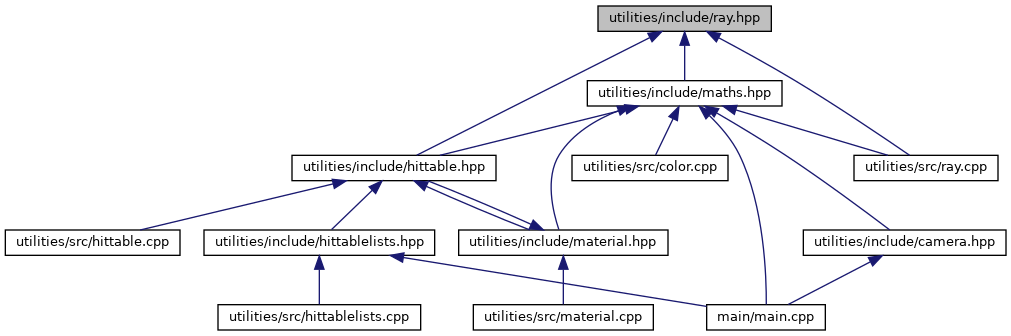 utilities/include/ray.hpp
utilities/include/maths.hpp
utilities/include/hittable.hpp
utilities/src/color.cpp
utilities/src/ray.cpp
utilities/src/hittable.cpp
utilities/include/hittablelists.hpp
utilities/include/material.hpp
utilities/include/camera.hpp
utilities/src/hittablelists.cpp
utilities/src/material.cpp
main/main.cpp